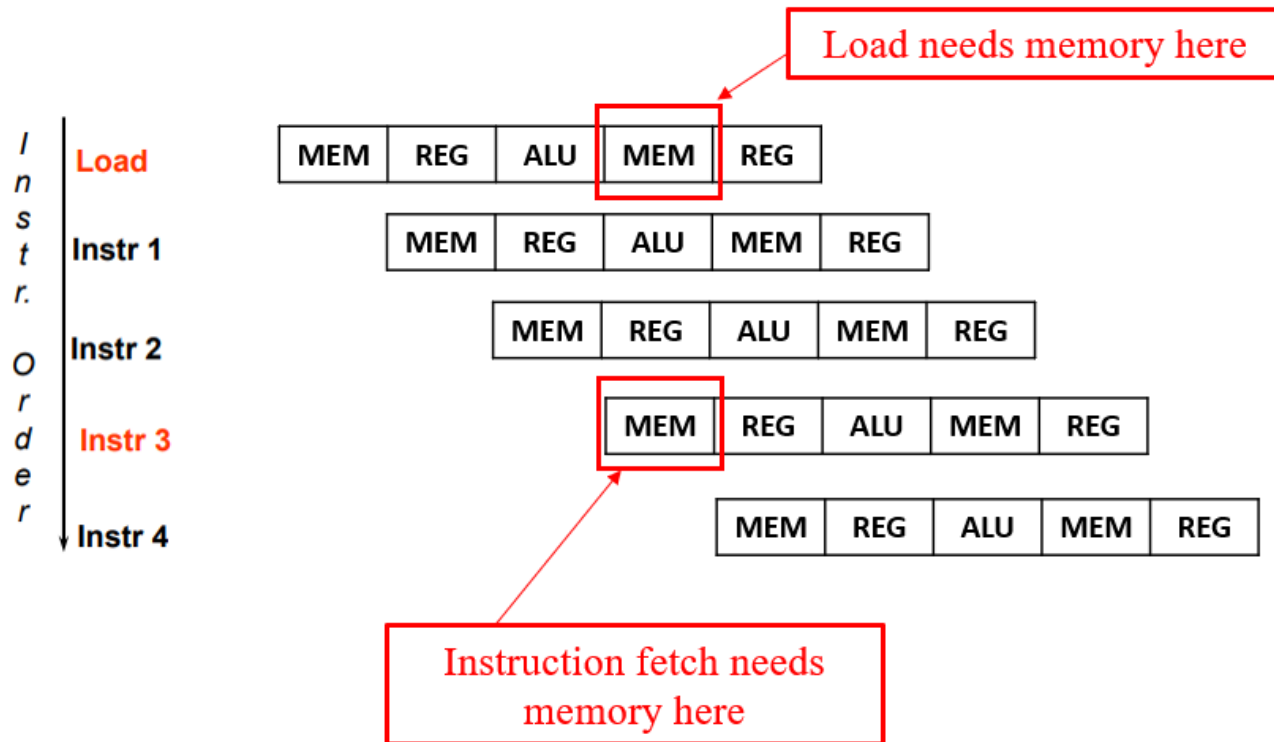 Load needs memory here
Instr. Order
Load MEM REG ALU MEM REG
Instr 1 MEM REG ALU MEM REG
Instr 2 MEM REG ALU MEM REG
Instr 3 MEM REG ALU MEM REG
Instr 4 MEM REG ALU MEM REG
Instruction fetch needs
memory here